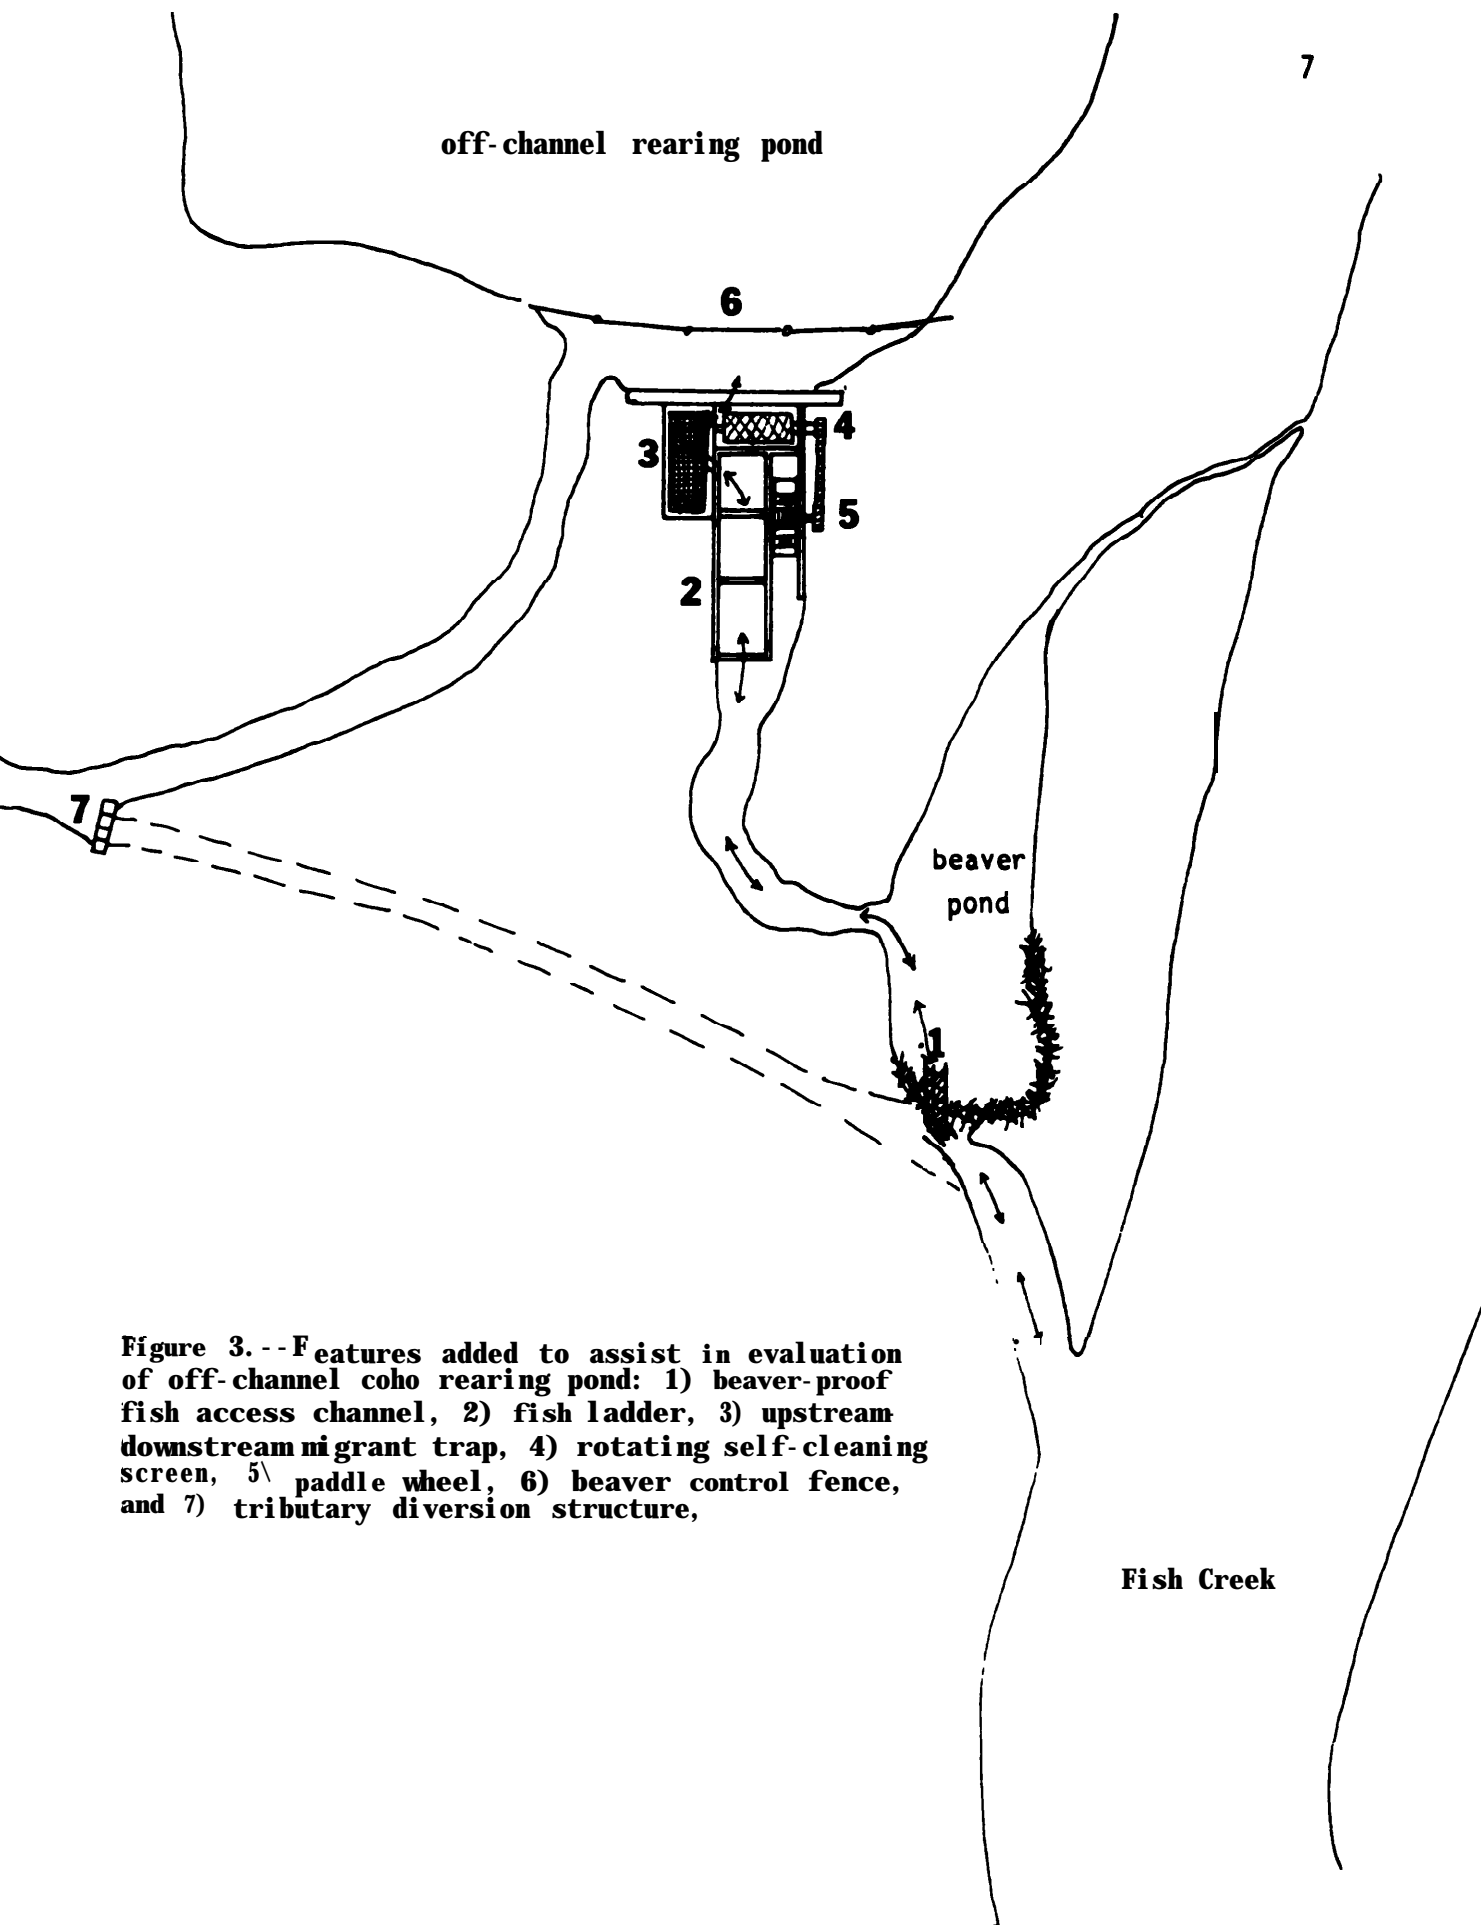 7
off-channel rearing pond
6
4
3
5
2
7
beaver
pond
1
Figure 3.--Features added to assist in evaluation
of off-channel coho rearing pond: 1) beaver-proof
fish access channel, 2) fish ladder, 3) upstream-
downstream migrant trap, 4) rotating self-cleaning
screen, 5\ paddle wheel, 6) beaver control fence,
and 7) tributary diversion structure,
Fish Creek